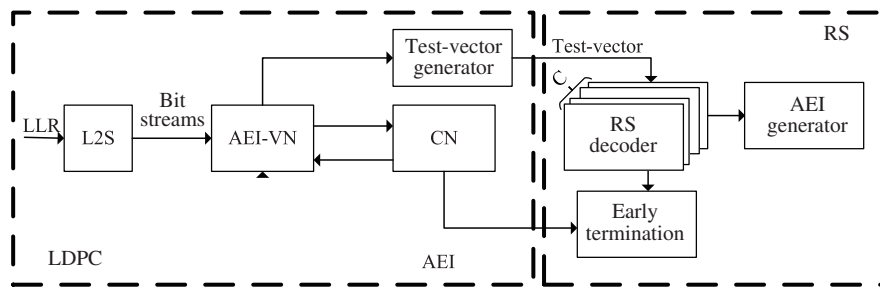 RS
Test-vector
generator
Test-vector
C
LLR
L2S
Bit
streams
AEI-VN
CN
RS
decoder
AEI
generator
Early
termination
LDPC
AEI